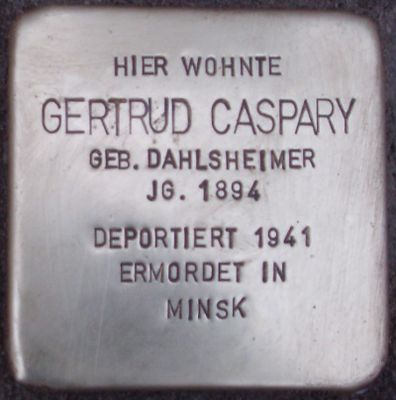 HIER WOHNTE
GERTRUD CASPARY
GEB. DAHLSHEIMER
JG. 1894
DEPORTIERT 1941
ERMORDET IN
MINSK